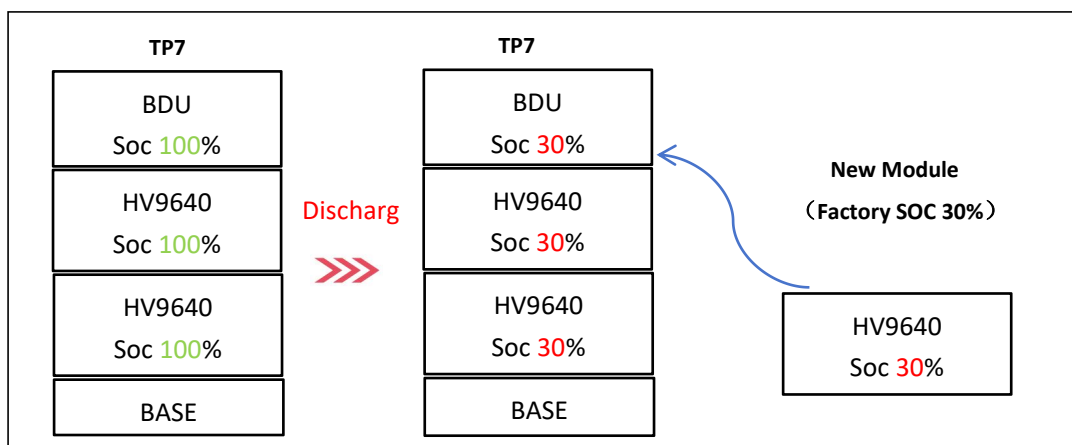 TP7
BDU
Soc 100%
HV9640
Soc 100%
HV9640
Soc 100%
BASE
Discharg
TP7
BDU
Soc 30%
HV9640
Soc 30%
HV9640
Soc 30%
BASE
New Module
（Factory SOC 30%）
HV9640
Soc 30%